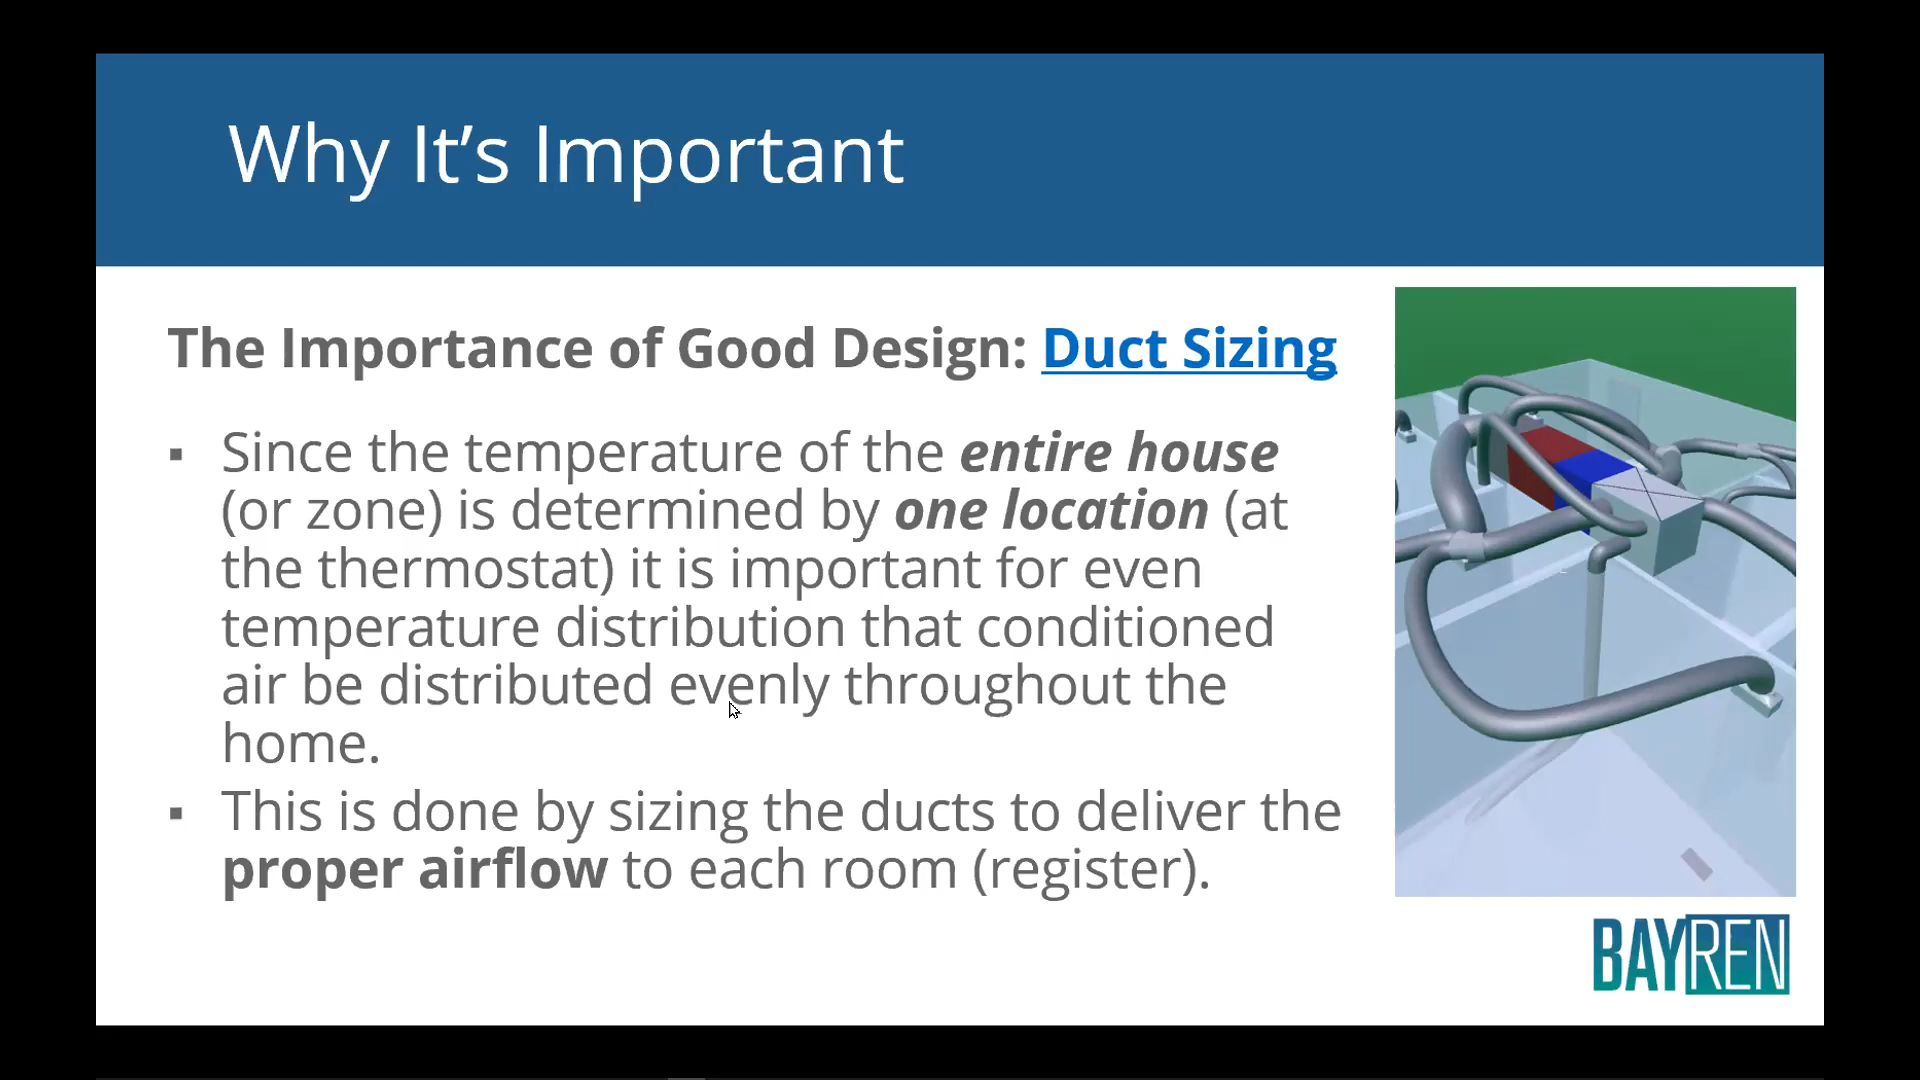 Why It’s Important
The Importance of Good Design: Duct Sizing
▪ Since the temperature of the entire house
(or zone) is determined by one location (at
the thermostat) it is important for even
temperature distribution that conditioned
air be distributed evenly throughout the
home.
▪ This is done by sizing the ducts to deliver the
proper airflow to each room (register).
BAYREN